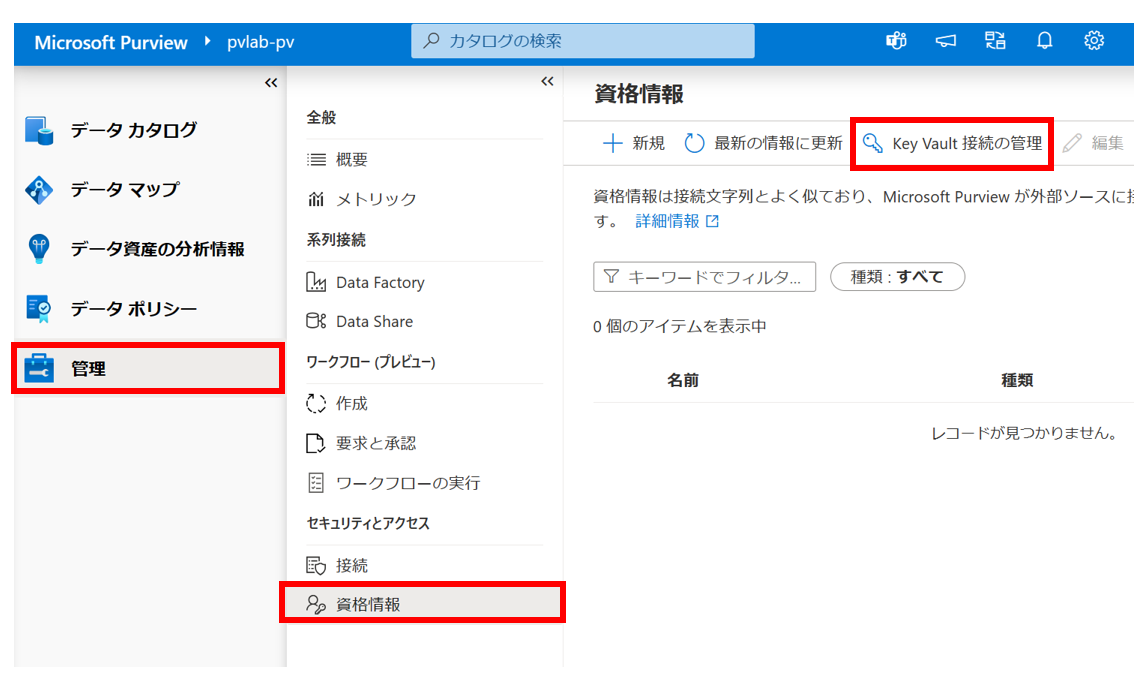 Microsoft Purview pvlab-pv
カタログの検索
データ カタログ
データ マップ
データ資産の分析情報
データ ポリシー
管理
全般
概要
メトリック
系列接続
Data Factory
Data Share
ワークフロー (プレビュー)
作成
要求と承認
ワークフローの実行
セキュリティとアクセス
接続
資格情報
資格情報
新規 最新の情報に更新 Key Vault 接続の管理 編集
資格情報は接続文字列とよく似ており、Microsoft Purview が外部ソースに
す。 詳細情報
キーワードでフィルタ... 種類 : すべて
0 個のアイテムを表示中
名前 種類
レコードが見つかりません。